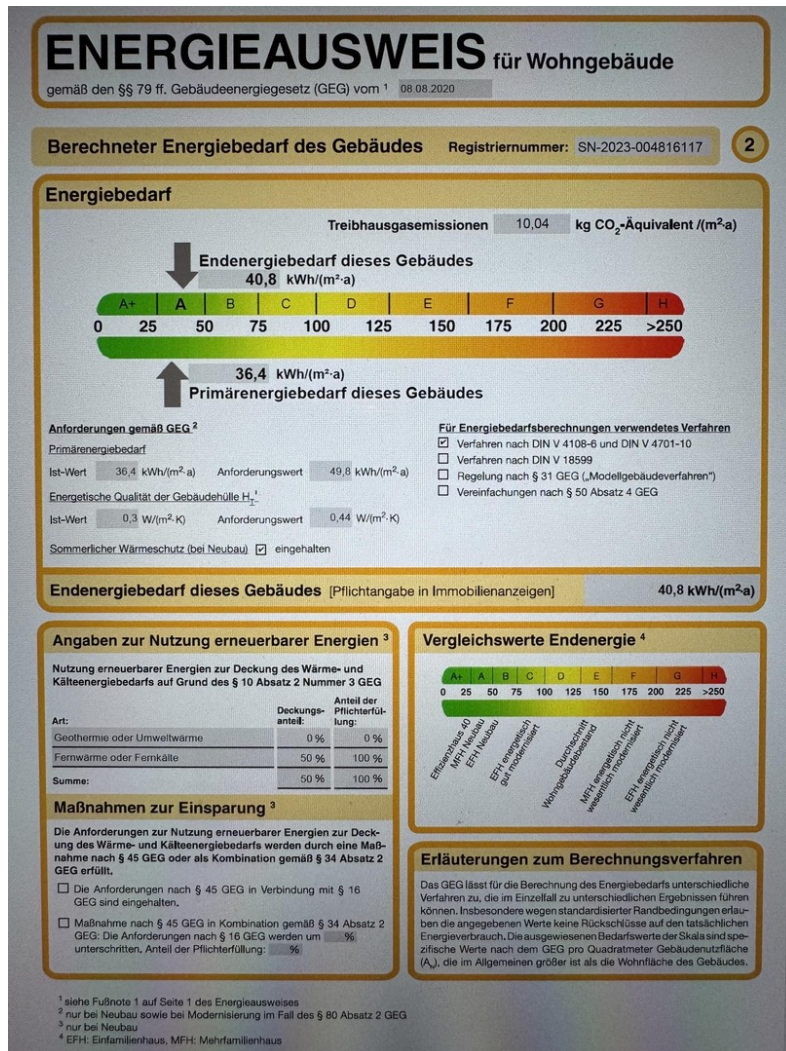 ENERGIEAUSWEIS für Wohngebäude
gemäß den §§ 79 ff. Gebäudeenergiegesetz (GEG) vom ¹ 08.08.2020
Berechneter Energiebedarf des Gebäudes Registriernummer: SN-2023-004816117 2
Energiebedarf
Treibhausgasemissionen 10,04 kg CO₂-Äquivalent /(m²·a)
Endenergiebedarf dieses Gebäudes
40,8 kWh/(m²·a)
A+ A B C D E F G H
0 25 50 75 100 125 150 175 200 225 >250
36,4 kWh/(m²·a)
Primärenergiebedarf dieses Gebäudes
Anforderungen gemäß GEG ²
Primärenergiebedarf
Ist-Wert 36,4 kWh/(m²·a) Anforderungswert 49,8 kWh/(m²·a)
Energetische Qualität der Gebäudehülle H_T'
Ist-Wert 0,3 W/(m²·K) Anforderungswert 0,44 W/(m²·K)
Sommerlicher Wärmeschutz (bei Neubau) ☑ eingehalten
Für Energiebedarfsberechnungen verwendetes Verfahren
☑ Verfahren nach DIN V 4108-6 und DIN V 4701-10
☐ Verfahren nach DIN V 18599
☐ Regelung nach § 31 GEG („Modellgebäudeverfahren")
☐ Vereinfachungen nach § 50 Absatz 4 GEG
Endenergiebedarf dieses Gebäudes [Pflichtangabe in Immobilienanzeigen] 40,8 kWh/(m²·a)
Angaben zur Nutzung erneuerbarer Energien ³
Nutzung erneuerbarer Energien zur Deckung des Wärme- und
Kälteenergiebedarfs auf Grund des § 10 Absatz 2 Nummer 3 GEG
Art: Deckungs-anteil: Anteil der Pflichterfül-lung:
Geothermie oder Umweltwärme 0 % 0 %
Fernwärme oder Fernkälte 50 % 100 %
Summe: 50 % 100 %
Maßnahmen zur Einsparung ³
Die Anforderungen zur Nutzung erneuerbarer Energien zur Deck-
ung des Wärme- und Kälteenergiebedarfs werden durch eine Maß-
nahme nach § 45 GEG oder als Kombination gemäß § 34 Absatz 2
GEG erfüllt.
☐ Die Anforderungen nach § 45 GEG in Verbindung mit § 16
GEG sind eingehalten.
☐ Maßnahme nach § 45 GEG in Kombination gemäß § 34 Absatz 2
GEG: Die Anforderungen nach § 16 GEG werden um %
unterschritten. Anteil der Pflichterfüllung: %
Vergleichswerte Endenergie ⁴
A+ A B C D E F G H
0 25 50 75 100 125 150 175 200 225 >250
Effizienzhaus 40
MFH Neubau
EFH Neubau
EFH energetisch
gut modernisiert
Durchschnitt
Wohngebäudebestand
MFH energetisch nicht
wesentlich modernisiert
EFH energetisch nicht
wesentlich modernisiert
Erläuterungen zum Berechnungsverfahren
Das GEG lässt für die Berechnung des Energiebedarfs unterschiedliche
Verfahren zu, die im Einzelfall zu unterschiedlichen Ergebnissen führen
können. Insbesondere wegen standardisierter Randbedingungen erlau-
ben die angegebenen Werte keine Rückschlüsse auf den tatsächlichen
Energieverbrauch. Die ausgewiesenen Bedarfswerte der Skala sind spe-
zifische Werte nach dem GEG pro Quadratmeter Gebäudenutzfläche
(A_N), die im Allgemeinen größer ist als die Wohnfläche des Gebäudes.
¹ siehe Fußnote 1 auf Seite 1 des Energieausweises
² nur bei Neubau sowie bei Modernisierung im Fall des § 80 Absatz 2 GEG
³ nur bei Neubau
⁴ EFH: Einfamilienhaus, MFH: Mehrfamilienhaus